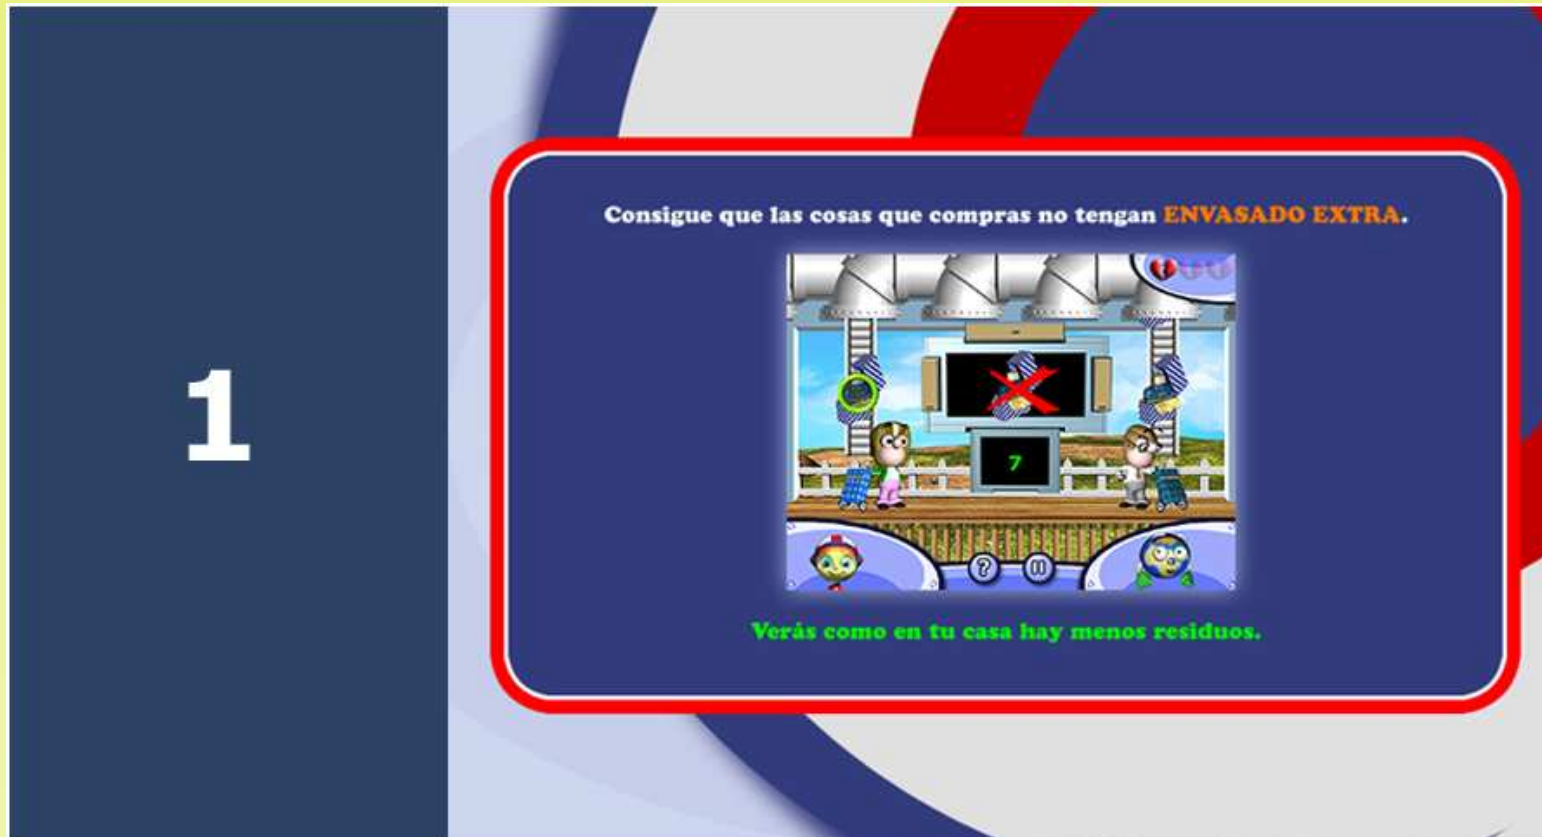 1
Consigue que las cosas que compras no tengan ENVASADO EXTRA.
7
?
Verás como en tu casa hay menos residuos.